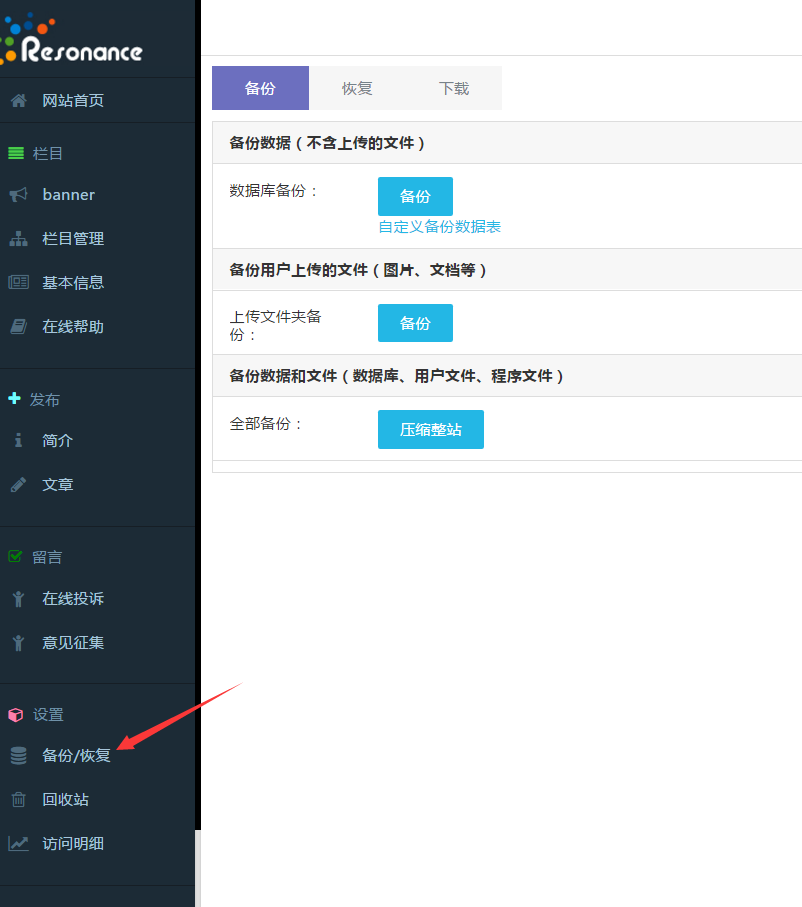 Resonance
网站首页
栏目
banner
栏目管理
基本信息
在线帮助
发布
简介
文章
留言
在线投诉
意见征集
设置
备份/恢复
回收站
访问明细
备份 恢复 下载
备份数据(不含上传的文件)
数据库备份: 备份
自定义备份数据表
备份用户上传的文件(图片、文档等)
上传文件夹备
份: 备份
备份数据和文件(数据库、用户文件、程序文件)
全部备份: 压缩整站